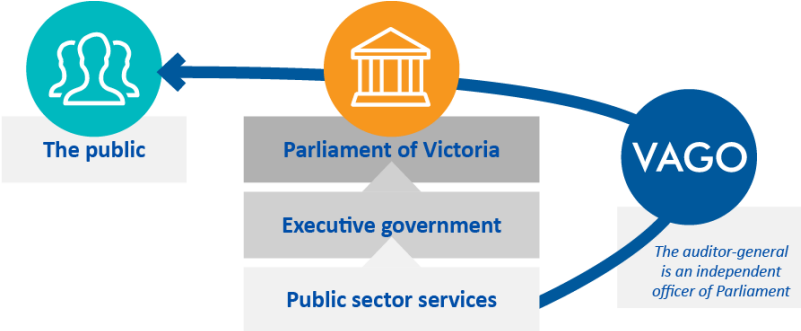 The public
Parliament of Victoria
VAGO
Executive government
Public sector services
The auditor-general
is an independent
officer of Parliament